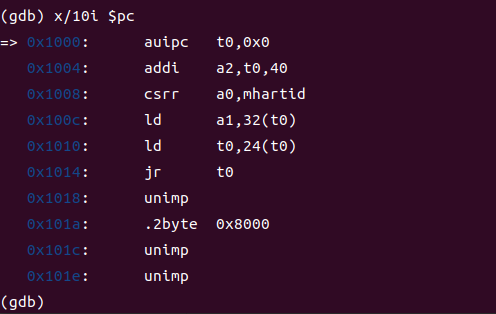 (gdb) x/10i $pc
=> 0x1000: auipc t0,0x0
0x1004: addi a2,t0,40
0x1008: csrr a0,mhartid
0x100c: ld a1,32(t0)
0x1010: ld t0,24(t0)
0x1014: jr t0
0x1018: unimp
0x101a: .2byte 0x8000
0x101c: unimp
0x101e: unimp
(gdb)